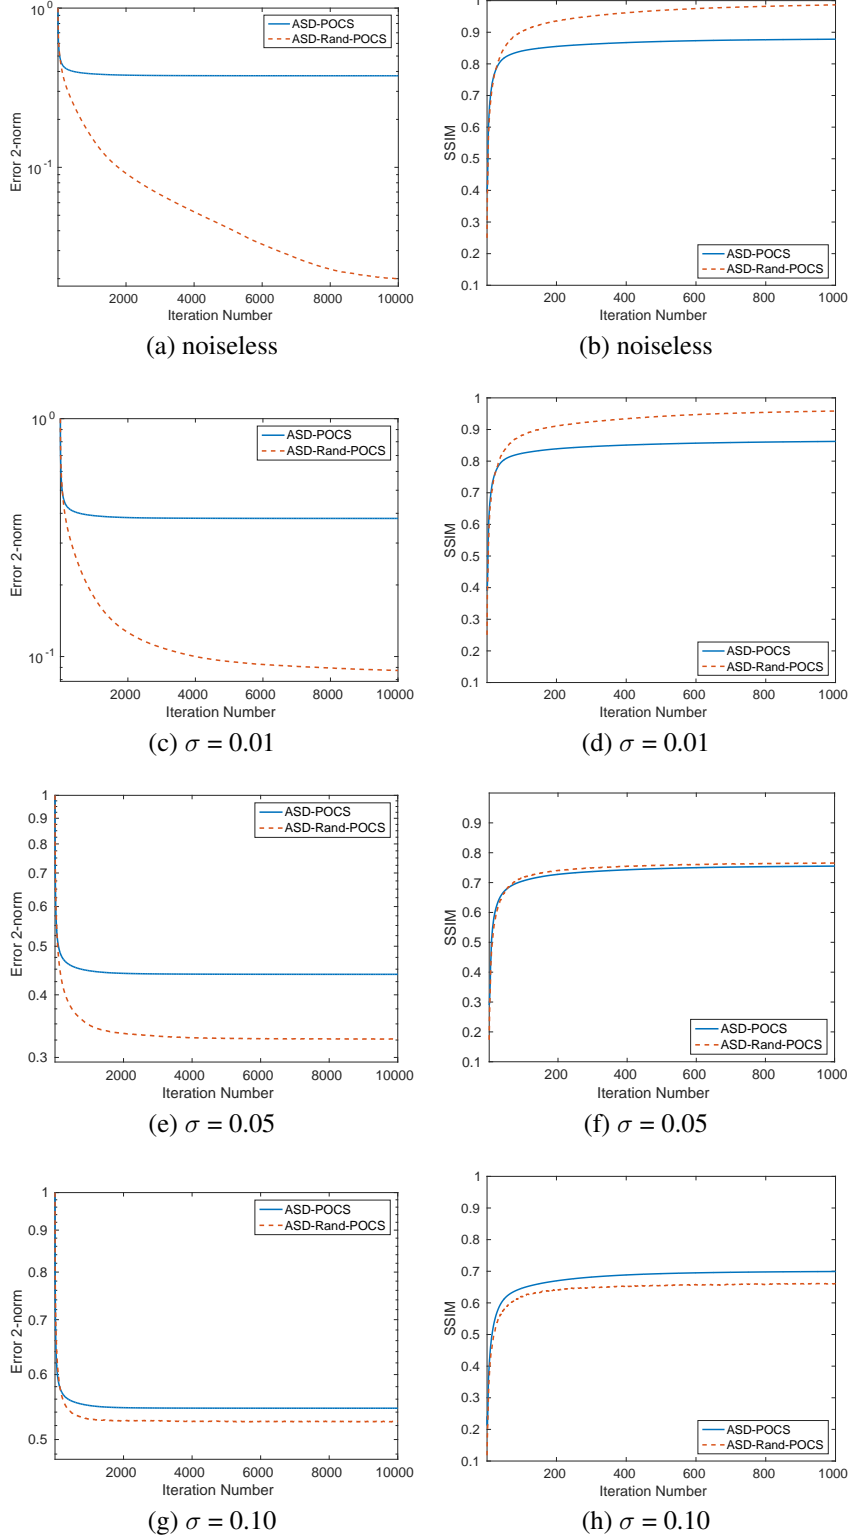 10^0
10^-1
Error 2-norm
ASD-POCS
ASD-Rand-POCS
2000 4000 6000 8000 10000
Iteration Number
(a) noiseless
0.9
0.8
0.7
0.6
0.5
0.4
0.3
0.2
0.1
SSIM
ASD-POCS
ASD-Rand-POCS
200 400 600 800 1000
Iteration Number
(b) noiseless
10^0
10^-1
Error 2-norm
ASD-POCS
ASD-Rand-POCS
2000 4000 6000 8000 10000
Iteration Number
(c) σ = 0.01
1
0.9
0.8
0.7
0.6
0.5
0.4
0.3
0.2
0.1
SSIM
ASD-POCS
ASD-Rand-POCS
200 400 600 800 1000
Iteration Number
(d) σ = 0.01
1
0.9
0.8
0.7
0.6
0.5
0.4
0.3
Error 2-norm
ASD-POCS
ASD-Rand-POCS
2000 4000 6000 8000 10000
Iteration Number
(e) σ = 0.05
0.9
0.8
0.7
0.6
0.5
0.4
0.3
0.2
0.1
SSIM
ASD-POCS
ASD-Rand-POCS
200 400 600 800 1000
Iteration Number
(f) σ = 0.05
1
0.9
0.8
0.7
0.6
0.5
Error 2-norm
ASD-POCS
ASD-Rand-POCS
2000 4000 6000 8000 10000
Iteration Number
(g) σ = 0.10
1
0.9
0.8
0.7
0.6
0.5
0.4
0.3
0.2
0.1
SSIM
ASD-POCS
ASD-Rand-POCS
200 400 600 800 1000
Iteration Number
(h) σ = 0.10